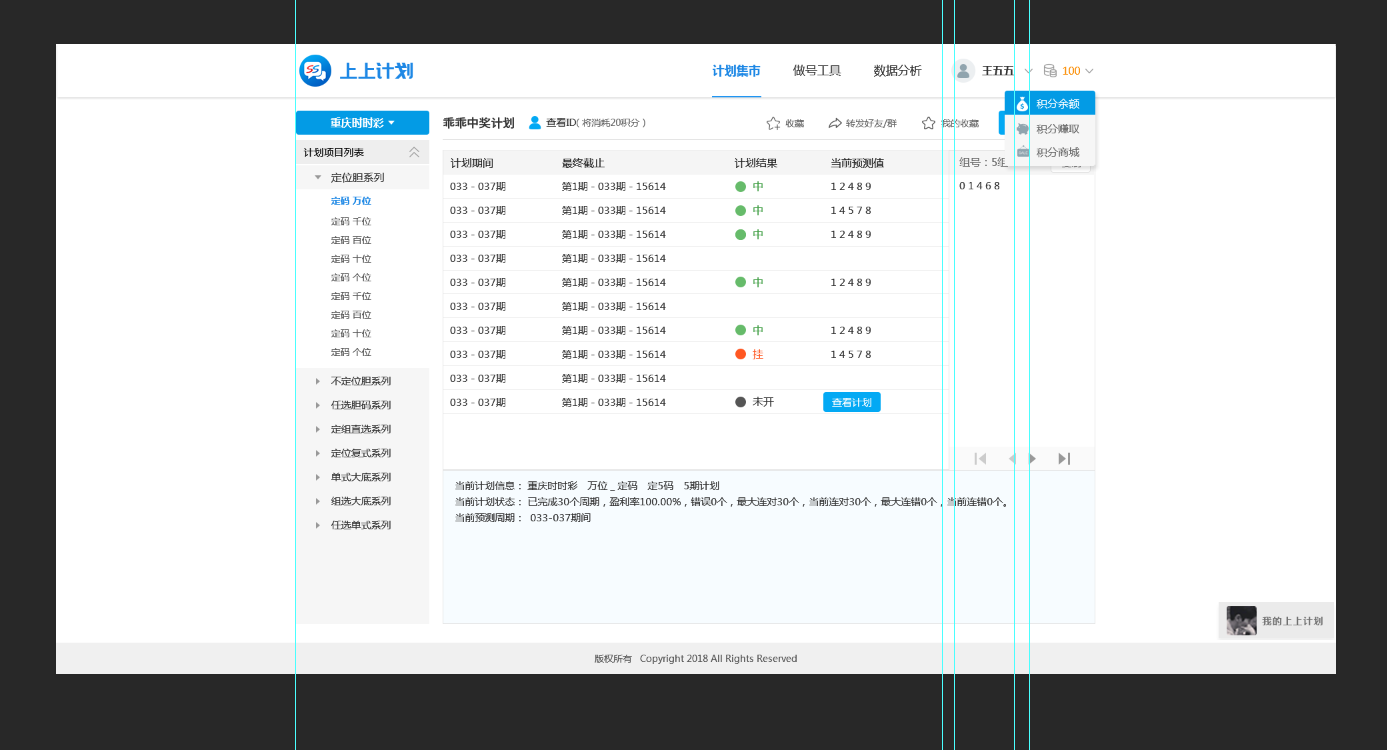 上上计划 计划集市 做号工具 数据分析 王五五 100
积分余额
积分赚取
积分商城
重庆时时彩 乖乖中奖计划 查看ID( 将消耗20积分 ) 收藏 转发好友/群 我的收藏
计划项目列表
定位胆系列
定码 万位
定码 千位
定码 百位
定码 十位
定码 个位
定码 千位
定码 百位
定码 十位
定码 个位
不定位胆系列
任选胆码系列
定组直选系列
定位复式系列
单式大底系列
组选大底系列
任选单式系列
计划期间 最终截止 计划结果 当前预测值
033 - 037期 第1期 - 033期 - 15614 中 1 2 4 8 9
033 - 037期 第1期 - 033期 - 15614 中 1 4 5 7 8
033 - 037期 第1期 - 033期 - 15614 中 1 2 4 8 9
033 - 037期 第1期 - 033期 - 15614
033 - 037期 第1期 - 033期 - 15614 中 1 2 4 8 9
033 - 037期 第1期 - 033期 - 15614
033 - 037期 第1期 - 033期 - 15614 中 1 2 4 8 9
033 - 037期 第1期 - 033期 - 15614 挂 1 4 5 7 8
033 - 037期 第1期 - 033期 - 15614
033 - 037期 第1期 - 033期 - 15614 未开 查看计划
组号：5组
0 1 4 6 8
当前计划信息： 重庆时时彩 万位 _ 定码 定5码 5期计划
当前计划状态： 已完成30个周期，盈利率100.00%，错误0个，最大连对30个，当前连对30个，最大连错0个，当前连错0个。
当前预测周期： 033-037期间
我的上上计划
版权所有 Copyright 2018 All Rights Reserved